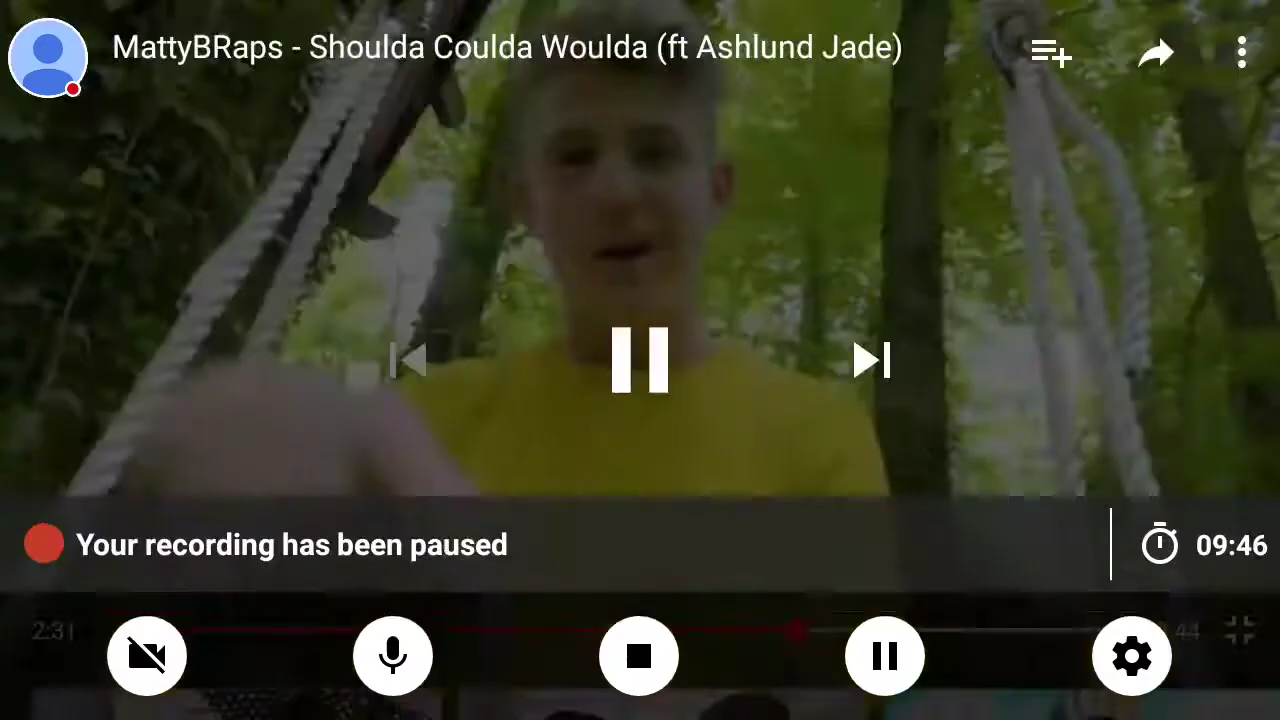 MattyBRaps - Shoulda Coulda Woulda (ft Ashlund Jade)
Your recording has been paused
09:46
2:31